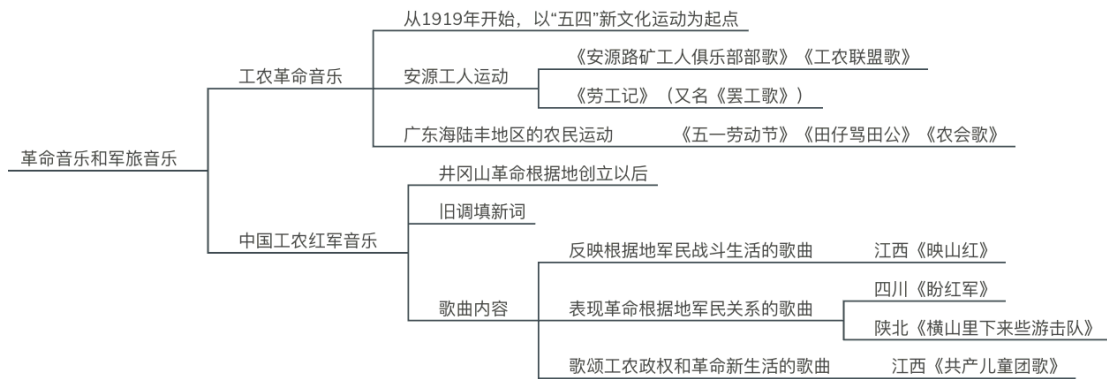 从1919年开始，以“五四”新文化运动为起点
《安源路矿工人俱乐部部歌》《工农联盟歌》
工农革命音乐
安源工人运动
《劳工记》（又名《罢工歌》）
广东海陆丰地区的农民运动
《五一劳动节》《田仔骂田公》《农会歌》
革命音乐和军旅音乐
井冈山革命根据地创立以后
旧调填新词
中国工农红军音乐
反映根据地军民战斗生活的歌曲
江西《映山红》
四川《盼红军》
歌曲内容
表现革命根据地军民关系的歌曲
陕北《横山里下来些游击队》
歌颂工农政权和革命新生活的歌曲
江西《共产儿童团歌》